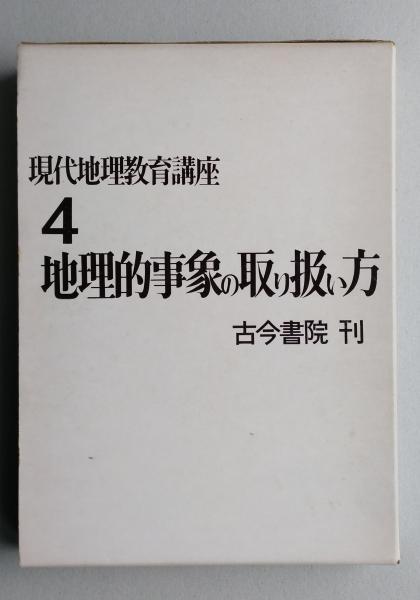 現代地理教育講座
4
地理的事象の取り扱い方
古今書院 刊